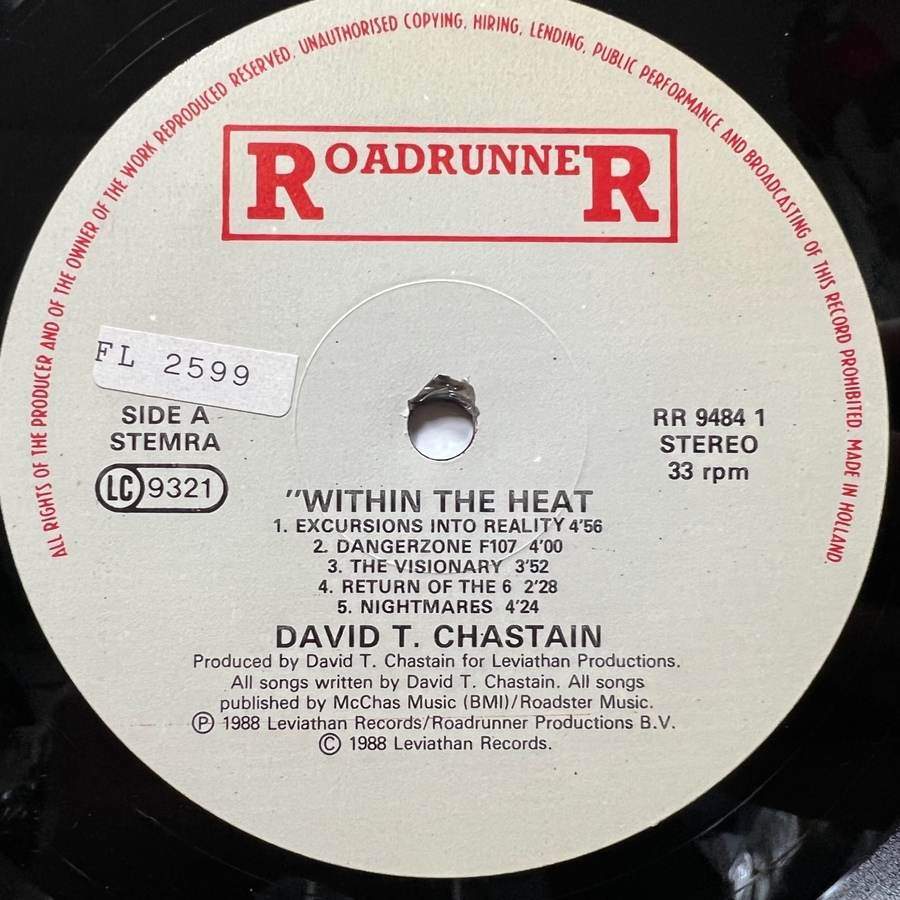 ALL RIGHTS OF THE PRODUCER AND OF THE OWNER OF THE WORK REPRODUCED RESERVED. UNAUTHORISED COPYING, HIRING, LENDING, PUBLIC PERFORMANCE AND BROADCASTING OF THIS RECORD PROHIBITED. MADE IN HOLLAND.
ROADRUNNER
FL 2599
SIDE A
STEMRA
LC 9321
RR 9484 1
STEREO
33 rpm
"WITHIN THE HEAT
1. EXCURSIONS INTO REALITY 4'56
2. DANGERZONE F107 4'00
3. THE VISIONARY 3'52
4. RETURN OF THE 6 2'28
5. NIGHTMARES 4'24
DAVID T. CHASTAIN
Produced by David T. Chastain for Leviathan Productions.
All songs written by David T. Chastain. All songs
published by McChas Music (BMI)/Roadster Music.
Ⓟ 1988 Leviathan Records/Roadrunner Productions B.V.
© 1988 Leviathan Records.